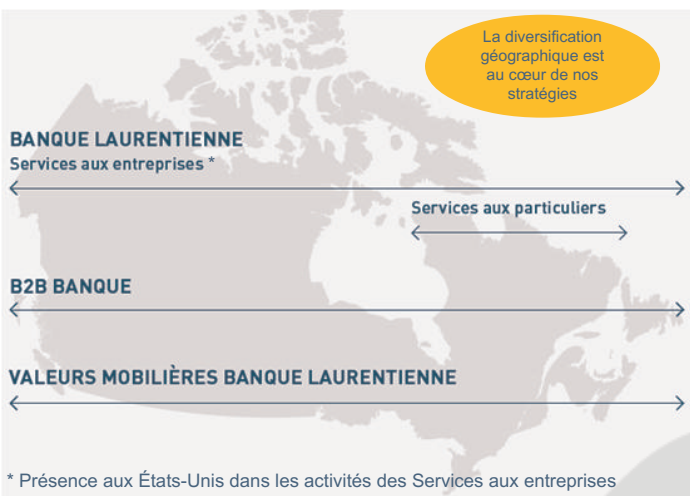 La diversification
géographique est
au cœur de nos
stratégies
BANQUE LAURENTIENNE
Services aux entreprises *
Services aux particuliers
B2B BANQUE
VALEURS MOBILIÈRES BANQUE LAURENTIENNE
* Présence aux États-Unis dans les activités des Services aux entreprises